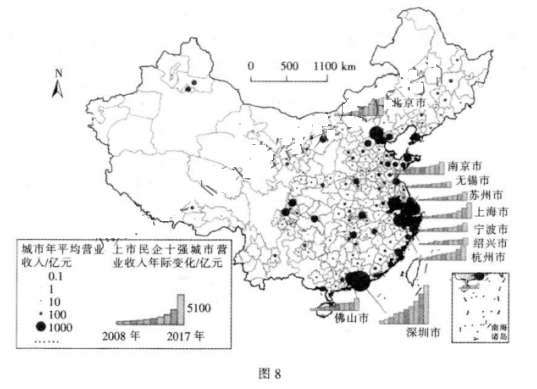 N
0 500 1100 km
北京市
南京市
无锡市
苏州市
上海市
宁波市
绍兴市
杭州市
佛山市
深圳市
南海
诸岛
城市年平均营业
收入/亿元
0.1
1
10
100
1000
……
上市民企十强城市营
业收入年际变化/亿元
5100
2008 年 2017 年
图 8